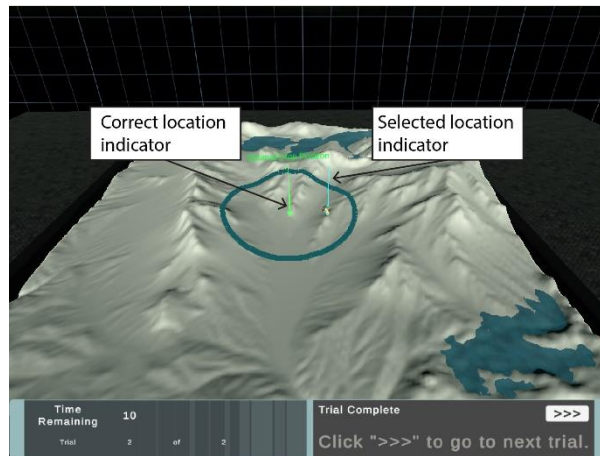 Correct location
indicator
Selected location
indicator
Time
Remaining
10
Trial
2
of
2
Trial Complete
>>>
Click ">>>" to go to next trial.